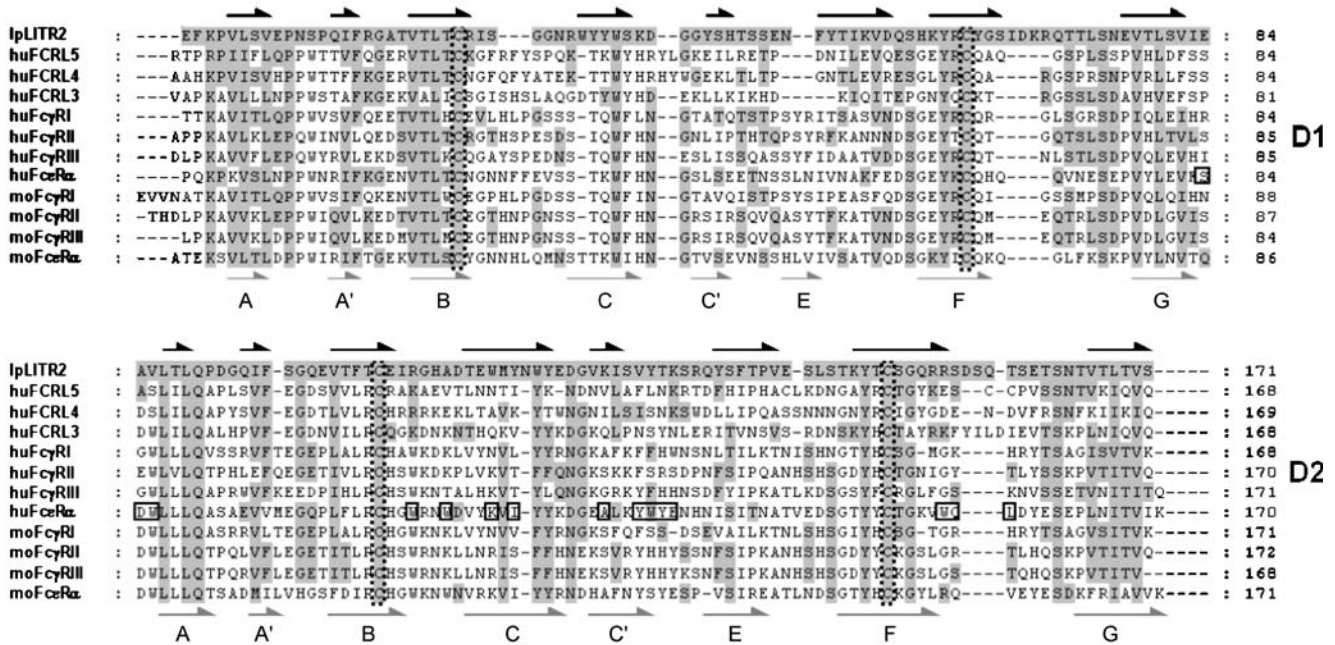 IpLITR2 : ----EFKPVLSVEPNSPQIFRGATVTLTCRIS---GGNRWYYWSKD--GGYSHTSSEN--FYTIKVDQSHKYRCYGSIDKRQTTLSNEVTLSVIE : 84
huFCRL5 : ----RTPRPIIFLQPPWTTVFQGERVTLTCKGFRFYSPQK-TKWYHRYLGKEILRETP---DNILEVQESGEYRCQAQ----GSPLSSPVHLDFSS : 84
huFCRL4 : ----AAHKPVISVHPPWTTFFKGERVTLTCNGFQFYATEK-TTWYHRHYWGEKLTLTP---GNTLEVRESGLYRCQAR----GSPRSNPVRLLFSS : 84
huFCRL3 : ----VAPKAVLLLNPPWSTAFKGEKVALICSGISHSLAQGDTYWYHD--EKLLKIKHD---KIQITEPGNYQCKT----RGSSLSDAVHVEFSP : 81
huFcγRI : -----TTKAVITLQPPWVSVFQEETVTLHCEVLHLPGSSS-TQWFLN--GTATQTSTPSYRITSASVNDSGEYRCQR----GLSGRSDPIQLEIHR : 84
huFcγRII : ----APPKAVLKLEPQWINVLQEDSVTLTCRGTHSPESDS-IQWFHN--GNLIPTHTQPSYRFKANNNDSGEYTCQT----GQTSLSDPVHLTVLS : 85
huFcγRIII : ----DLPKAVVFLEPQWYRVLEKDSVTLKCQGAYSPEDNS-TQWFHN--ESLISSQASSYFIDAATVDDSGEYRCQT----NLSTLSDPVQLEVHI : 85
huFcεRα : -----PQKPKVSLNPPWNRIFKGENVTLTCNGNNFFEVSS-TKWFHN--GSLSEETNSSLNIVNAKFEDSGEYKCQHQ----QVNESEPVYLEVFS : 84
moFcγRI : EVVNATKAVITLQPPWVSIFQKENVTLWCEGPHLPGDSS-TQWFINN--GTAVQISTPSYSIPEASFQDSGEYRCQI----GSSMPSDPVQLQIHN : 88
moFcγRII : -THDLPKAVVKLEPPWIQVLKEDTVTLTCEGTHNPGNSS-TQWFHN--GRSIRSQVQASYTFKATVNDSGEYRCQM----EQTRLSDPVDLGVIS : 87
moFcγRIII : ----LPKAVVKLDPPWIQVLKEDMVTLMCEGTHNPGNSS-TQWFHN--GRSIRSQVQASYTFKATVNDSGEYRCQM----EQTRLSDPVDLGVIS : 84
moFcεRα : ---ATEKSVLTLDPPWIRIFTGEKVTLSCYGNNHLQMNSTTKWIHN--GTVSEVNSSHLVIVSATVQDSGKYICQKQ----GLFKSKPVYLNVTQ : 86
A A' B C C' E F G
D1
IpLITR2 : AVLTLQPDGQIF-SGQEVTFTCEIRGHADTEWMYNWYEDGVKISVYTKSRQYSFTPVE-SLSTKYTCSGQRRSDSQ-TSETSNTVTLTVS---- : 171
huFCRL5 : ASLILQAPLSVF-EGDSVVLRCRAKAEVTLNNTI-YKNDNVLAFLNKRTDFHIPHACLKDNGAYRCTGYKES-C--CPVSSNTVKIQVQ---- : 168
huFCRL4 : DSLILQAPYSVF-EGDTLVLRCHRRRKEKLTAVK-YTWNGNILSISNKSWDLLIPQASSNNNGNYRCIGYGDE-N--DVFRSNFKIIKIQ---- : 169
huFCRL3 : DWLILQALHPVF-EGDNVILRCQGKDNKNTHQKV-YYKDGKQLPNSYNLERITVNSVS-RDNSKYHCTAYRKFYILDIEVTSKPLNIQVQ---- : 168
huFcγRI : GWLLLQVSSRVFTEGEPLALRCHAWKDKLVYNVL-YYRNGKAFKFFHWNSNLTILKTNISHNGTYHCSG-MGK---HRYTSAGISVTVK---- : 168
huFcγRII : EWLVLQTPHLEFQEGETIVLRCHSWKDKPLVKVT-FFQNGKSKKFSRSDPNFSIPQANHSHSGDYHCTGNIGY----TLYSSKPVTITVQ---- : 170
huFcγRIII : GWLLLQAPRWVFKEEDPIHLRCHSWKNTALHKVT-YLQNGKGRKYFHHNSDFYIPKATLKDSGSYFCRGLFGS----KNVSSETVNITITQ---- : 171
huFcεRα : DWLLLQASAEVVMEGQPLFLRCHGWRNWDVYKVI-YYKDGEALKYWYENHNISITNATVEDSGTYYCTGKVWQ----LDYESEPLNITVIK---- : 170
moFcγRI : DWLLLQASRRVLTEGEPLALRCHGWKNKLVYNVV-YRNGKSFQFSS-DSEVAILKTNLSHSGIYHCSG-TGR---HRYTSAGVSITVK---- : 171
moFcγRII : DWLLLQTPQLVFLEGETITLRCHSWRNKLLNRIS-FFHNEKSVRYHHYSSNFSIPKANHSHSGDYYCKGSLGR----TLHQSKPVTITVQ---- : 172
moFcγRIII : DWLLLQTPQRVFLEGETITLRCHSWRNKLLNRIS-FFHNEKSVRYHHYKSNFSIPKANHSHSGDYYCKGSLGS----TQHQSKPVTITV----- : 168
moFcεRα : DWLLLQTSADMILVHGSFDIRCHGWKNWNVRKVI-YYRNDHAFNYSYESP-VSIREATLNDSGTYHCKGYLRQ----VEYESDKFRIAVVK---- : 171
A A' B C C' E F G
D2